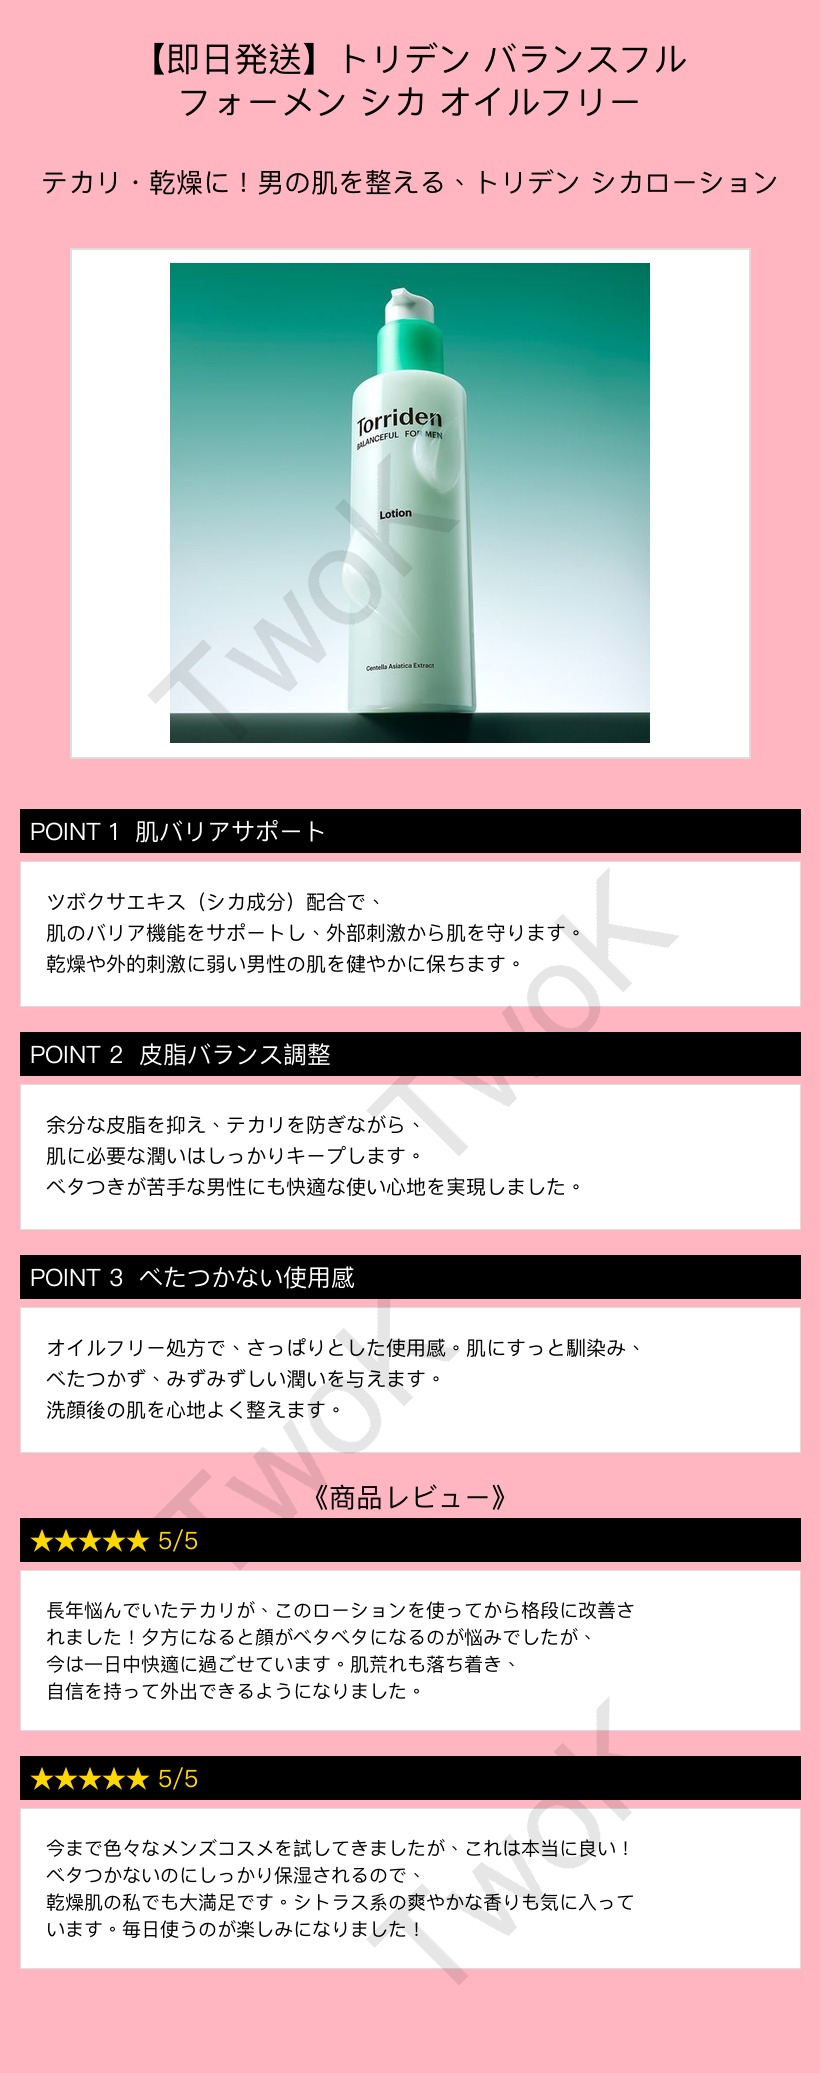 【即日発送】トリデン バランスフル
フォーメン シカ オイルフリー
テカリ・乾燥に！男の肌を整える、トリデン シカローション
Torriden
BALANCEFUL FOR MEN
Lotion
Centella Asiatica Extract
TwoK
POINT 1 肌バリアサポート
ツボクサエキス（シカ成分）配合で、
肌のバリア機能をサポートし、外部刺激から肌を守ります。
乾燥や外的刺激に弱い男性の肌を健やかに保ちます。
TwoK
POINT 2 皮脂バランス調整
余分な皮脂を抑え、テカリを防ぎながら、
肌に必要な潤いはしっかりキープします。
ベタつきが苦手な男性にも快適な使い心地を実現しました。
POINT 3 べたつかない使用感
オイルフリー処方で、さっぱりとした使用感。肌にすっと馴染み、
べたつかず、みずみずしい潤いを与えます。
洗顔後の肌を心地よく整えます。
TwoK
《商品レビュー》
★★★★★ 5/5
長年悩んでいたテカリが、このローションを使ってから格段に改善さ
れました！夕方になると顔がベタベタになるのが悩みでしたが、
今は一日中快適に過ごせています。肌荒れも落ち着き、
自信を持って外出できるようになりました。
★★★★★ 5/5
今まで色々なメンズコスメを試してきましたが、これは本当に良い！
ベタつかないのにしっかり保湿されるので、
乾燥肌の私でも大満足です。シトラス系の爽やかな香りも気に入って
います。毎日使うのが楽しみになりました！
TwoK